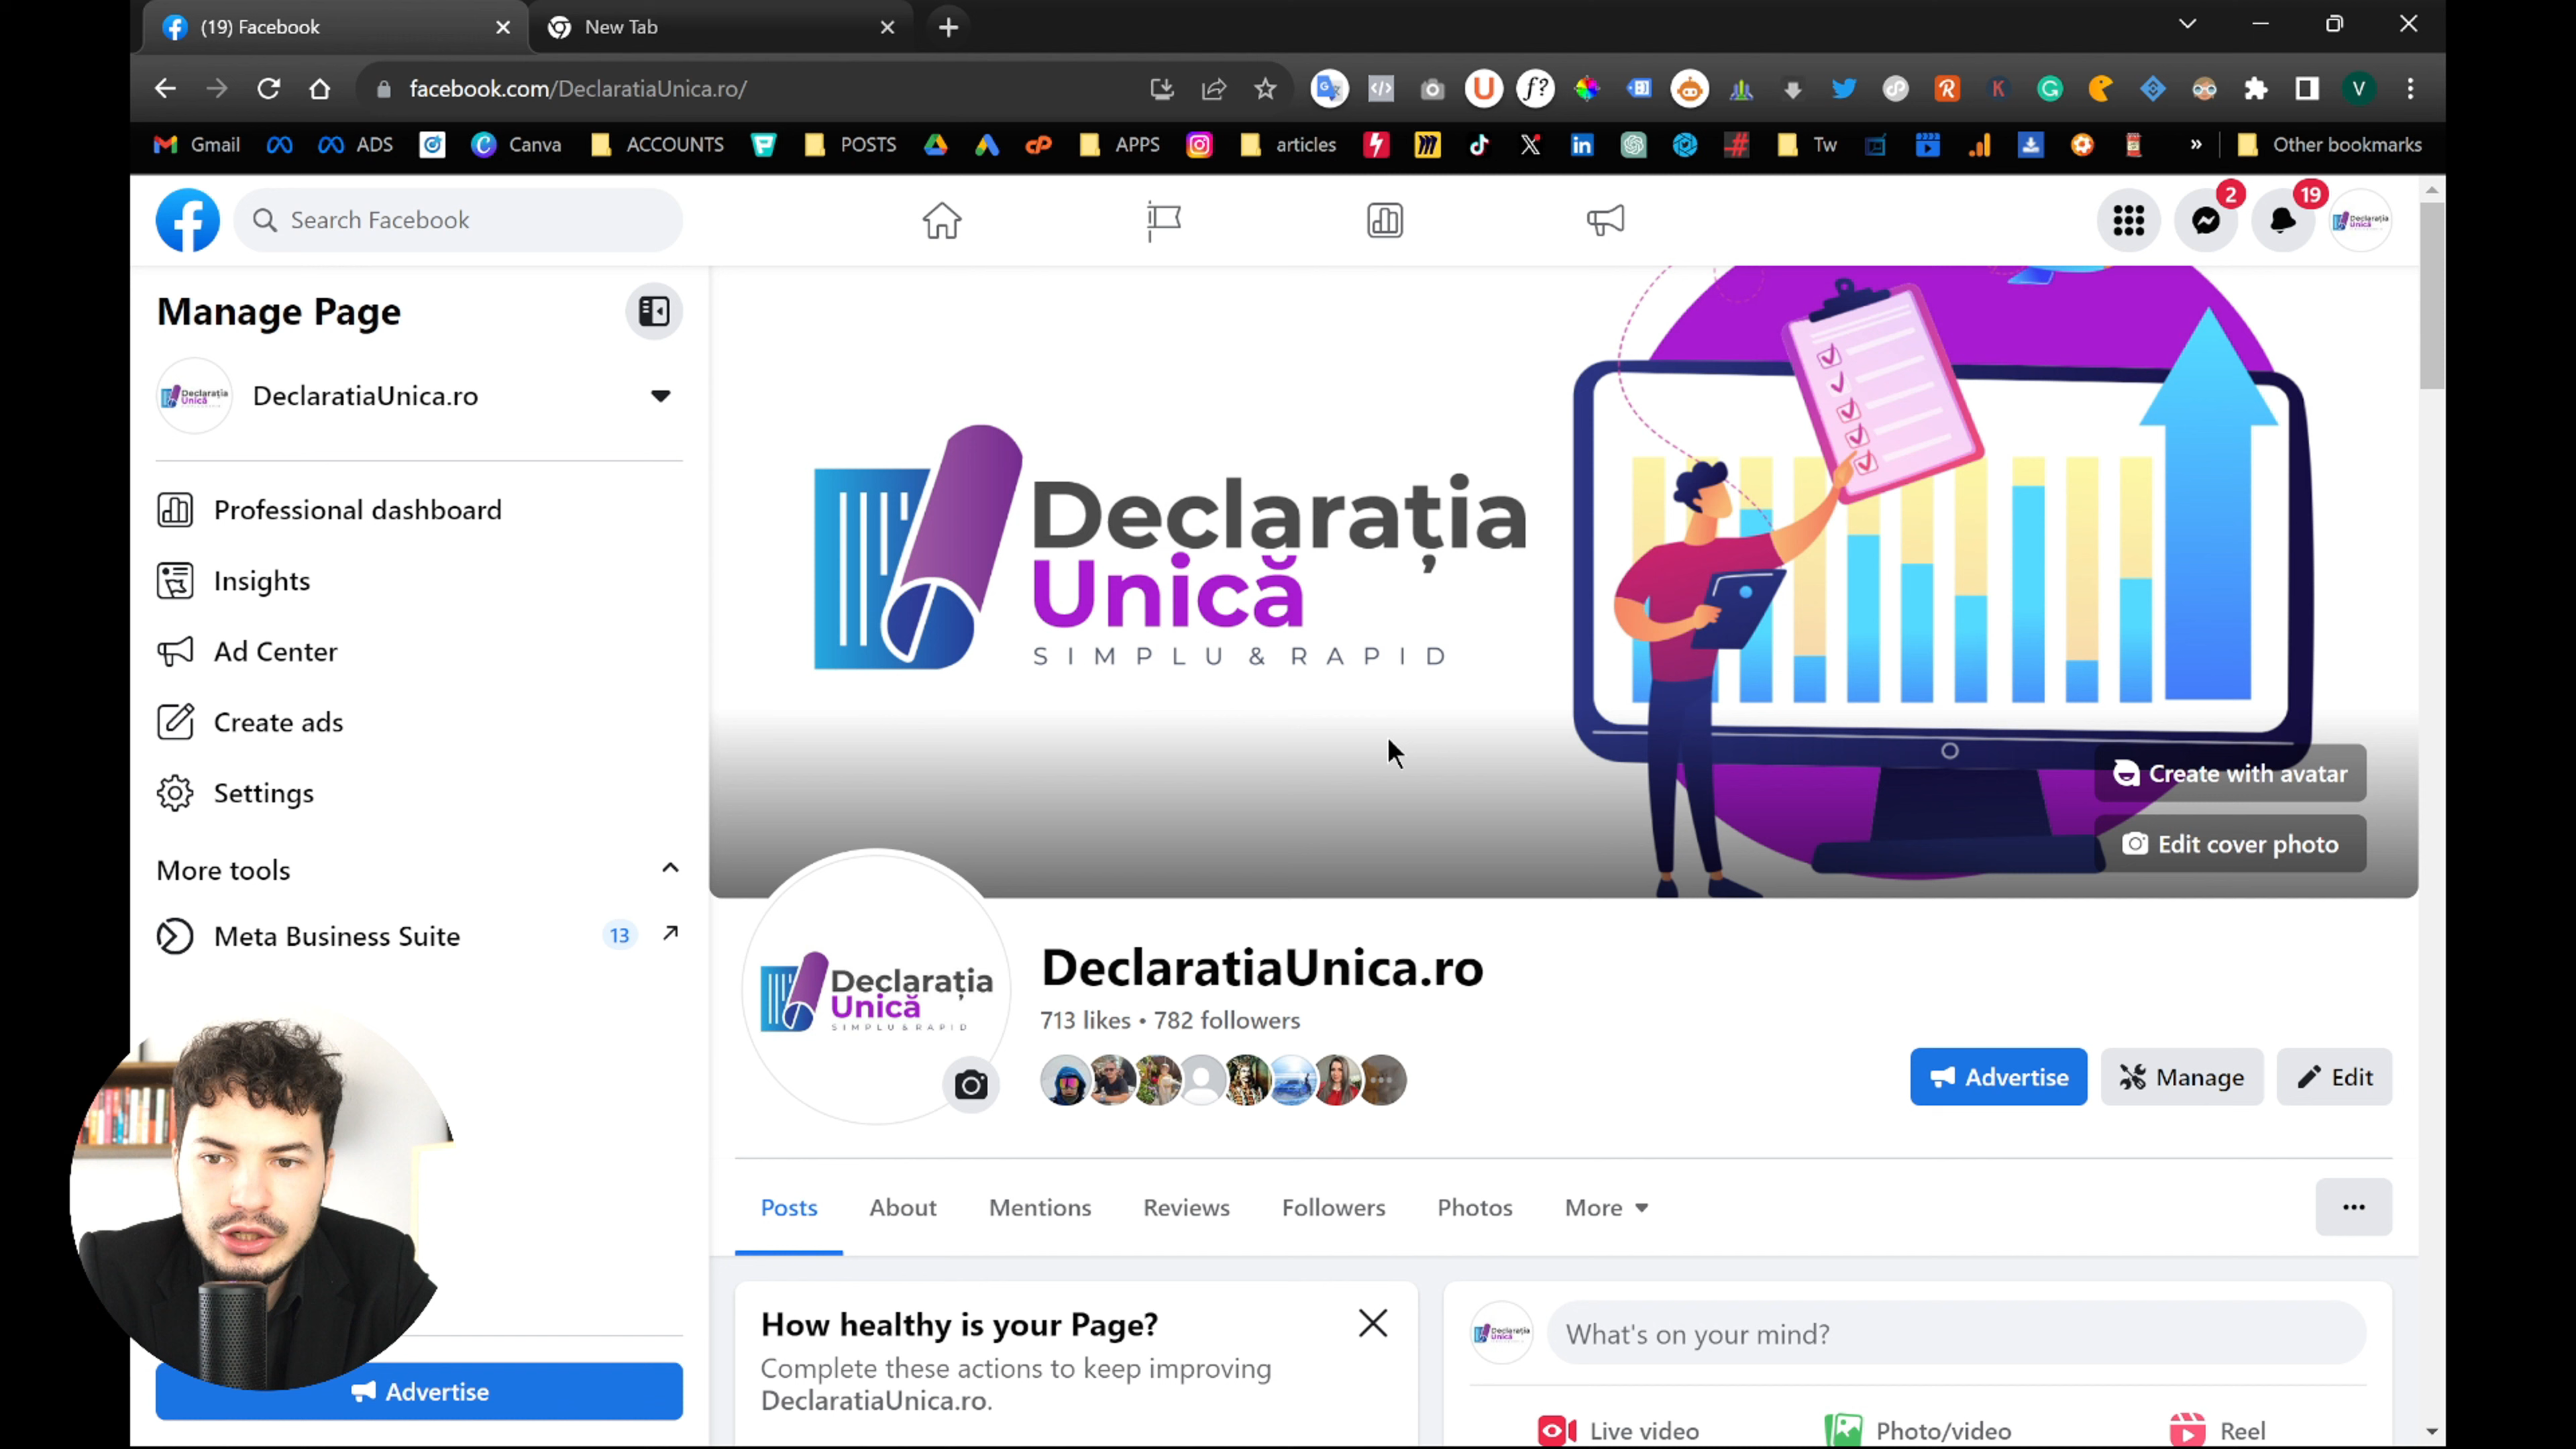 (19) Facebook
New Tab
facebook.com/DeclaratiaUnica.ro/
Gmail
ADS
Canva
ACCOUNTS
POSTS
APPS
articles
Tw
Other bookmarks
Search Facebook
2
19
Manage Page
DeclaratiaUnica.ro
Professional dashboard
Insights
Ad Center
Create ads
Settings
More tools
Meta Business Suite
13
Advertise
Declarația
Unică
SIMPLU & RAPID
Create with avatar
Edit cover photo
Declarația
Unică
SIMPLU & RAPID
DeclaratiaUnica.ro
713 likes • 782 followers
Advertise
Manage
Edit
Posts
About
Mentions
Reviews
Followers
Photos
More
How healthy is your Page?
Complete these actions to keep improving
DeclaratiaUnica.ro.
What's on your mind?
Live video
Photo/video
Reel